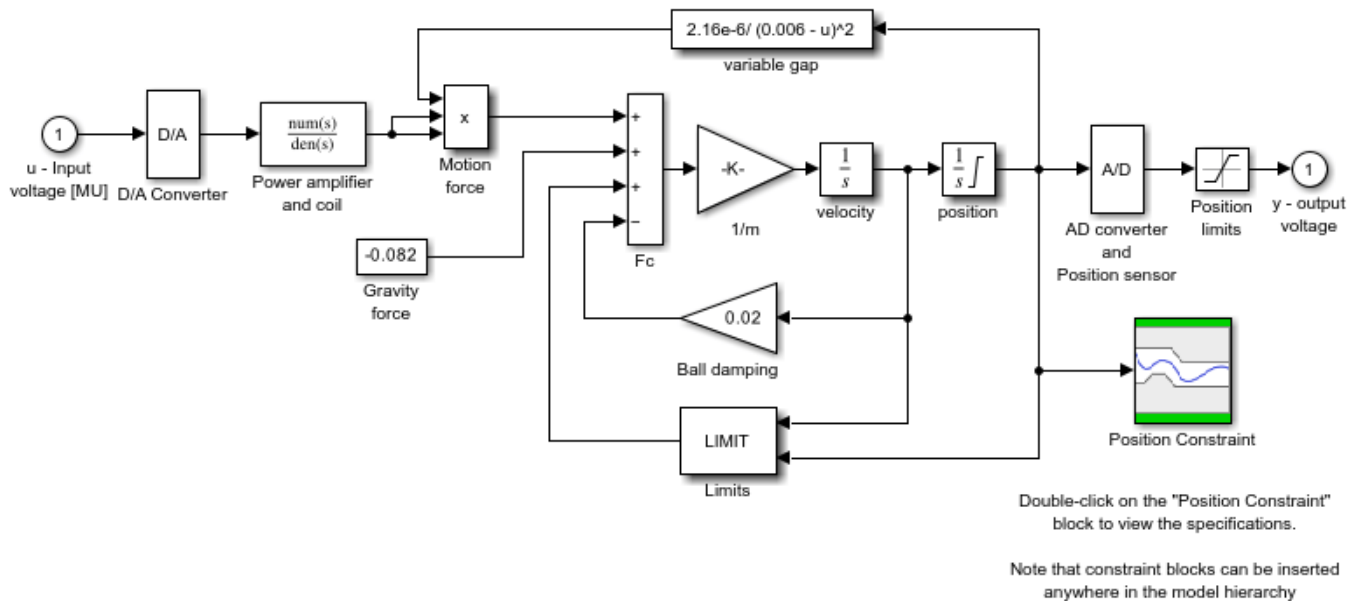 2.16e-6/ (0.006 - u)^2
variable gap
1
u - Input
voltage [MU]
D/A
D/A Converter
num(s)
den(s)
Power amplifier
and coil
x
Motion
force
-0.082
Gravity
force
+
+
+
−
Fc
-K-
1/m
1
s
velocity
1
s
position
A/D
AD converter
and
Position sensor
Position
limits
1
y - output
voltage
0.02
Ball damping
LIMIT
Limits
Position Constraint
Double-click on the "Position Constraint"
block to view the specifications.
Note that constraint blocks can be inserted
anywhere in the model hierarchy